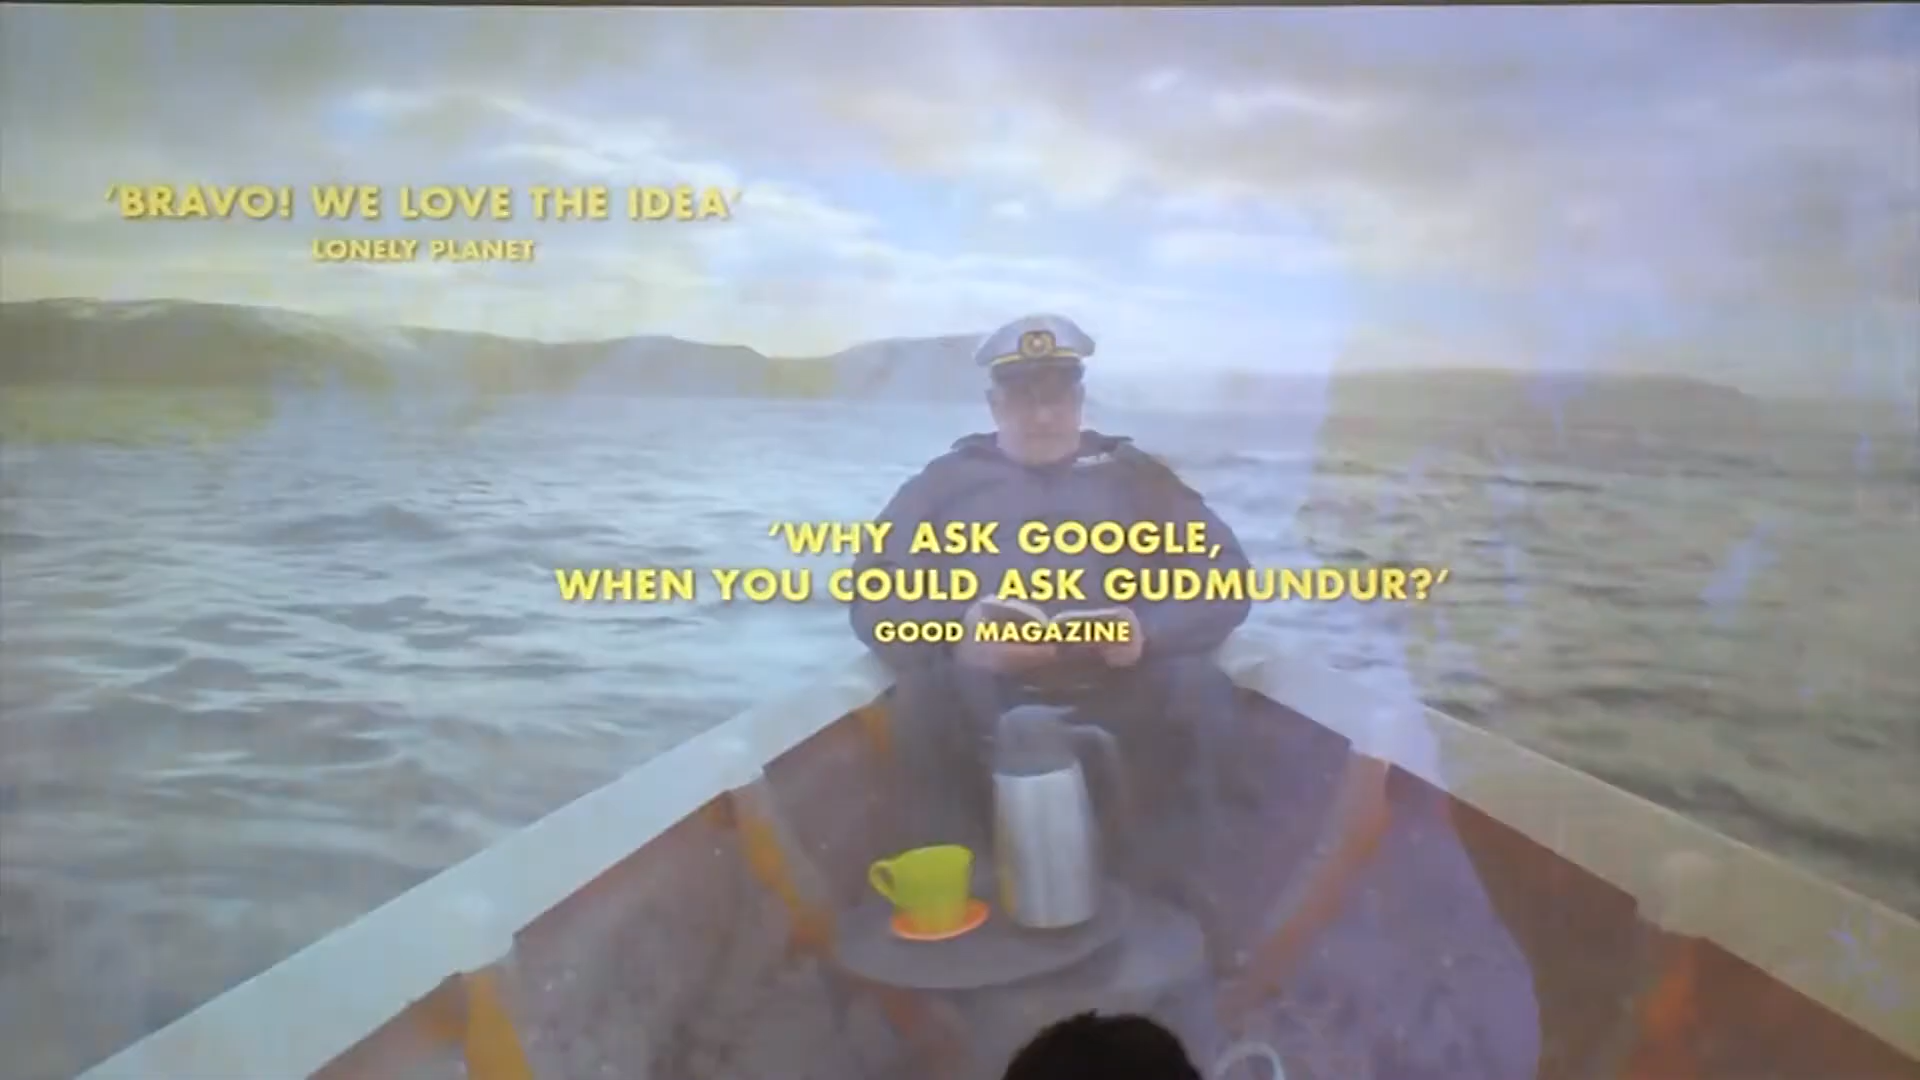 'BRAVO! WE LOVE THE IDEA'
LONELY PLANET
'WHY ASK GOOGLE,
WHEN YOU COULD ASK GUDMUNDUR?'
GOOD MAGAZINE